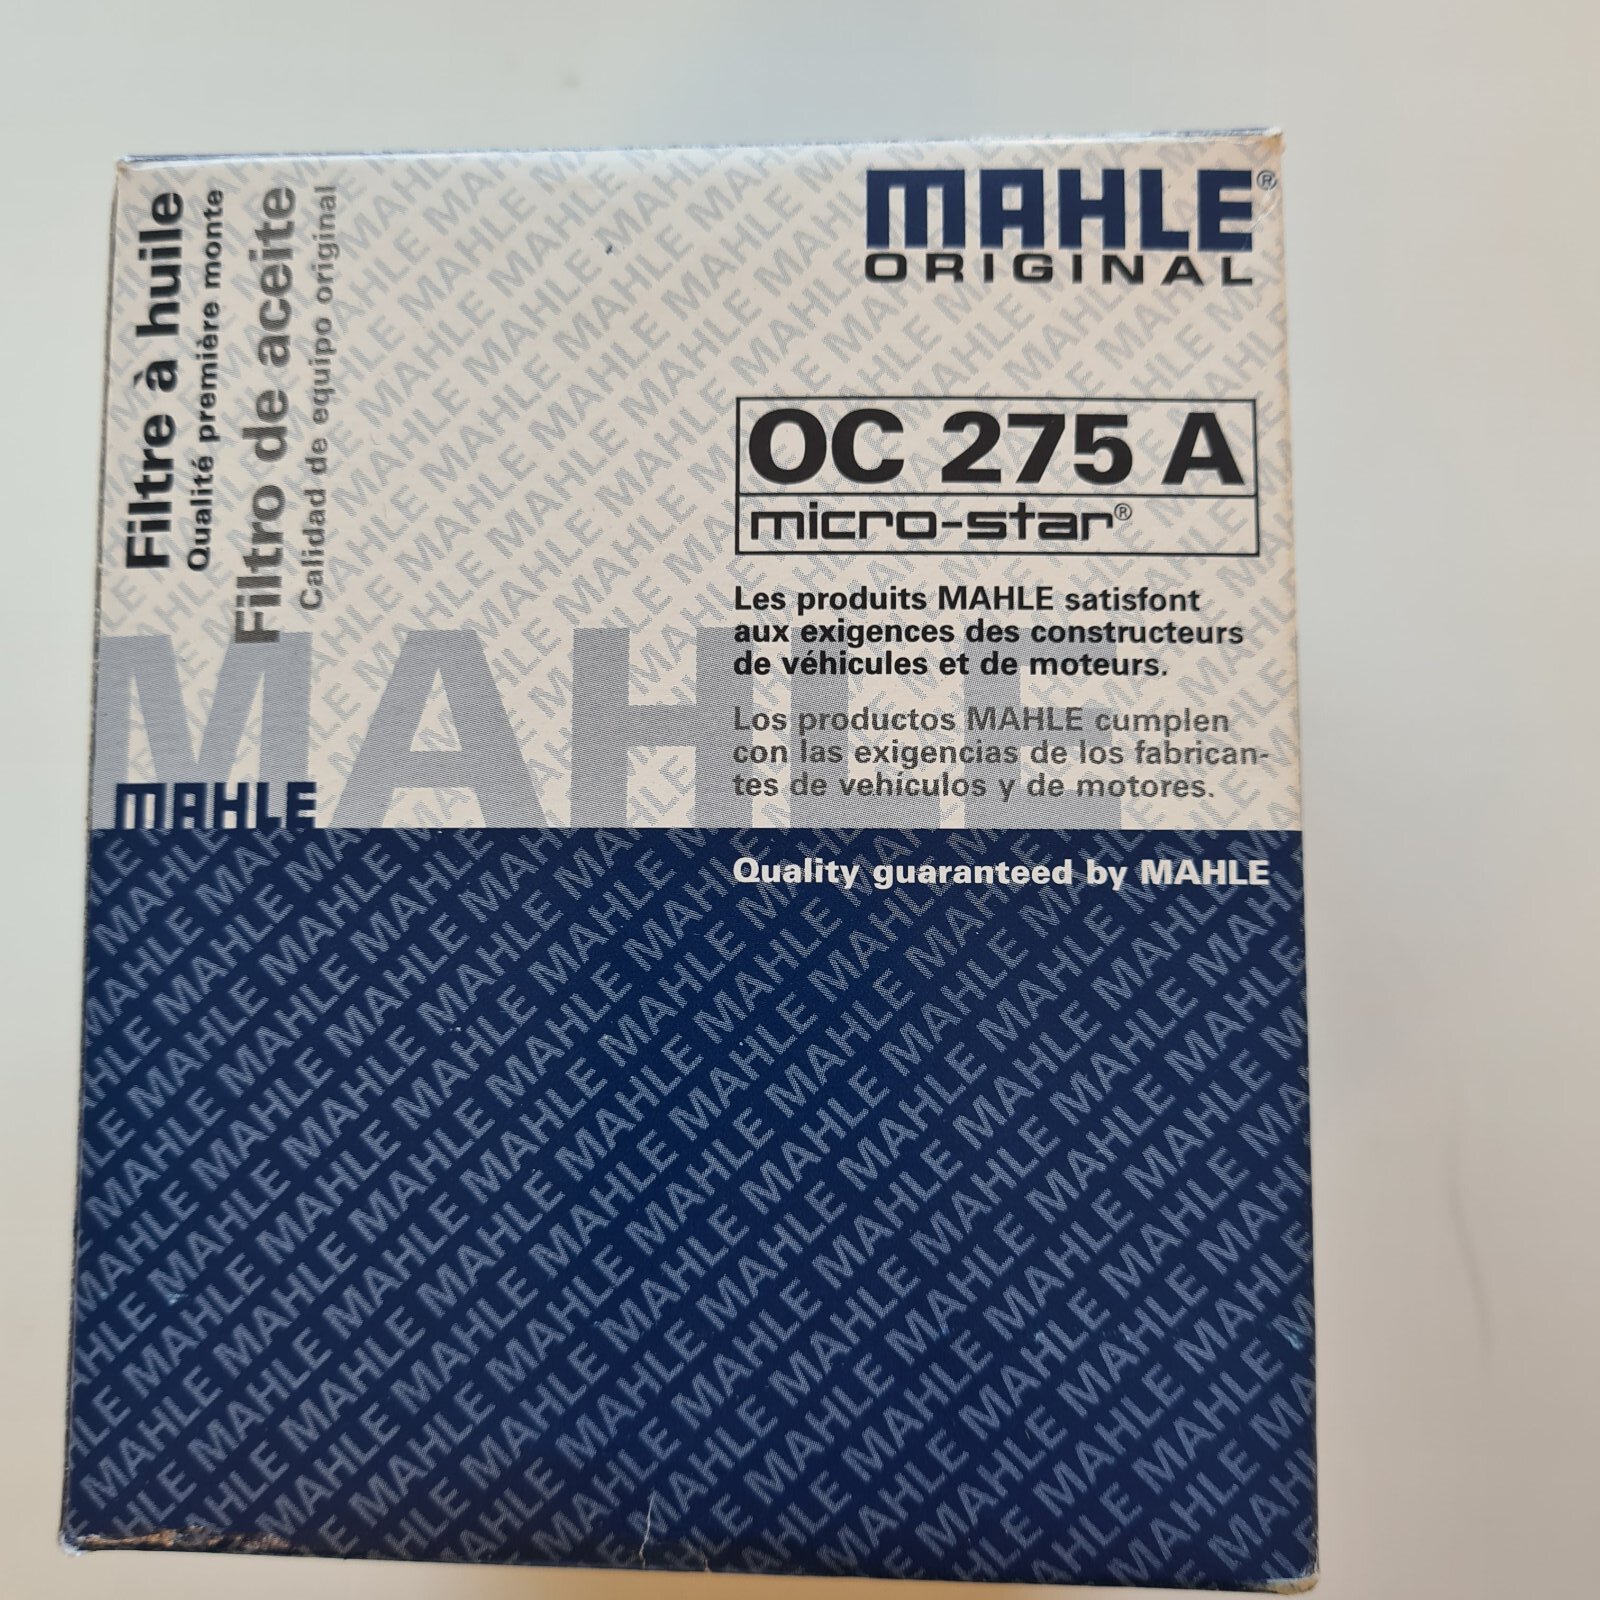 Filtre à huile
Qualité première monte
Filtro de aceite
Calidad de equipo original
MAHLE®
ORIGINAL
OC 275 A
micro-star®
Les produits MAHLE satisfont
aux exigences des constructeurs
de véhicules et de moteurs.
Los productos MAHLE cumplen
con las exigencias de los fabrican-
tes de vehículos y de motores.
MAHLE
MAHLE
Quality guaranteed by MAHLE